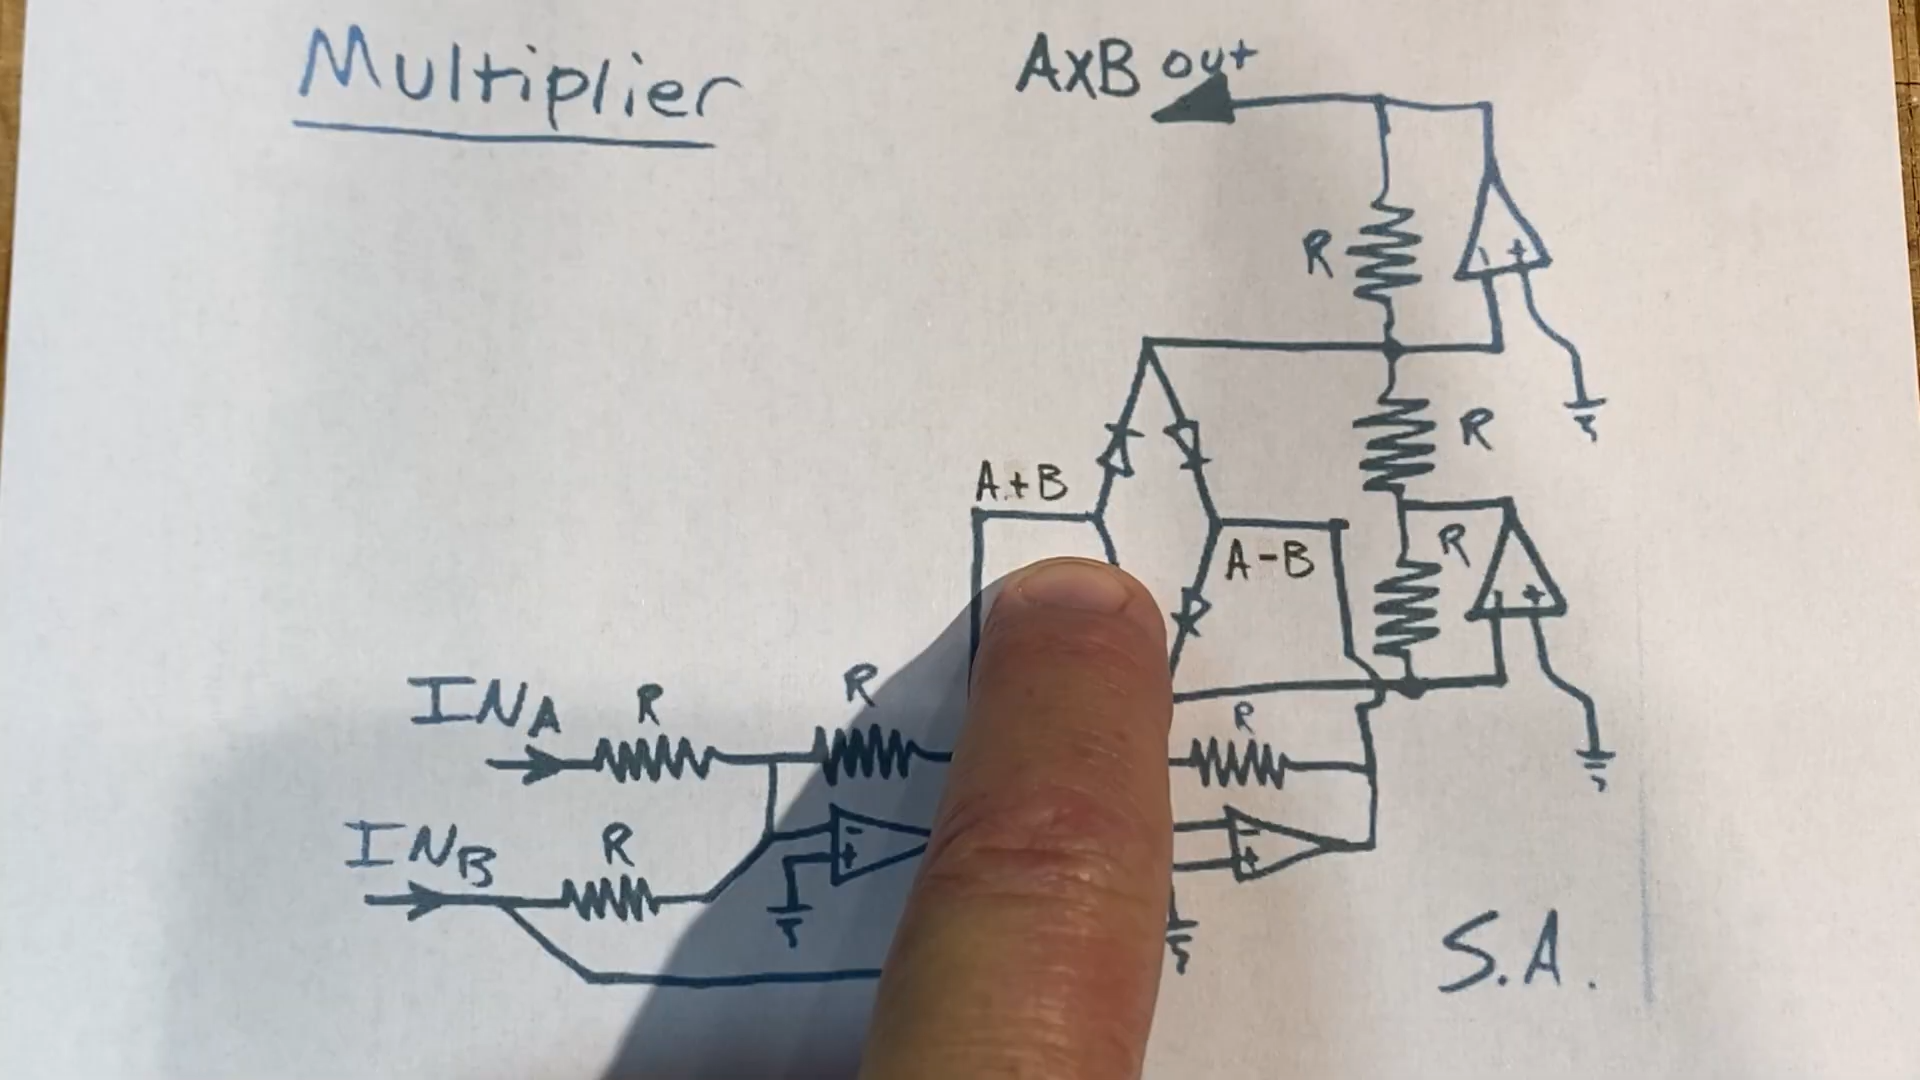 Multiplier
AxB out
R
R
A+B
A-B
R
INA
R
R
R
INB
R
- +
- +
- +
- +
S.A.